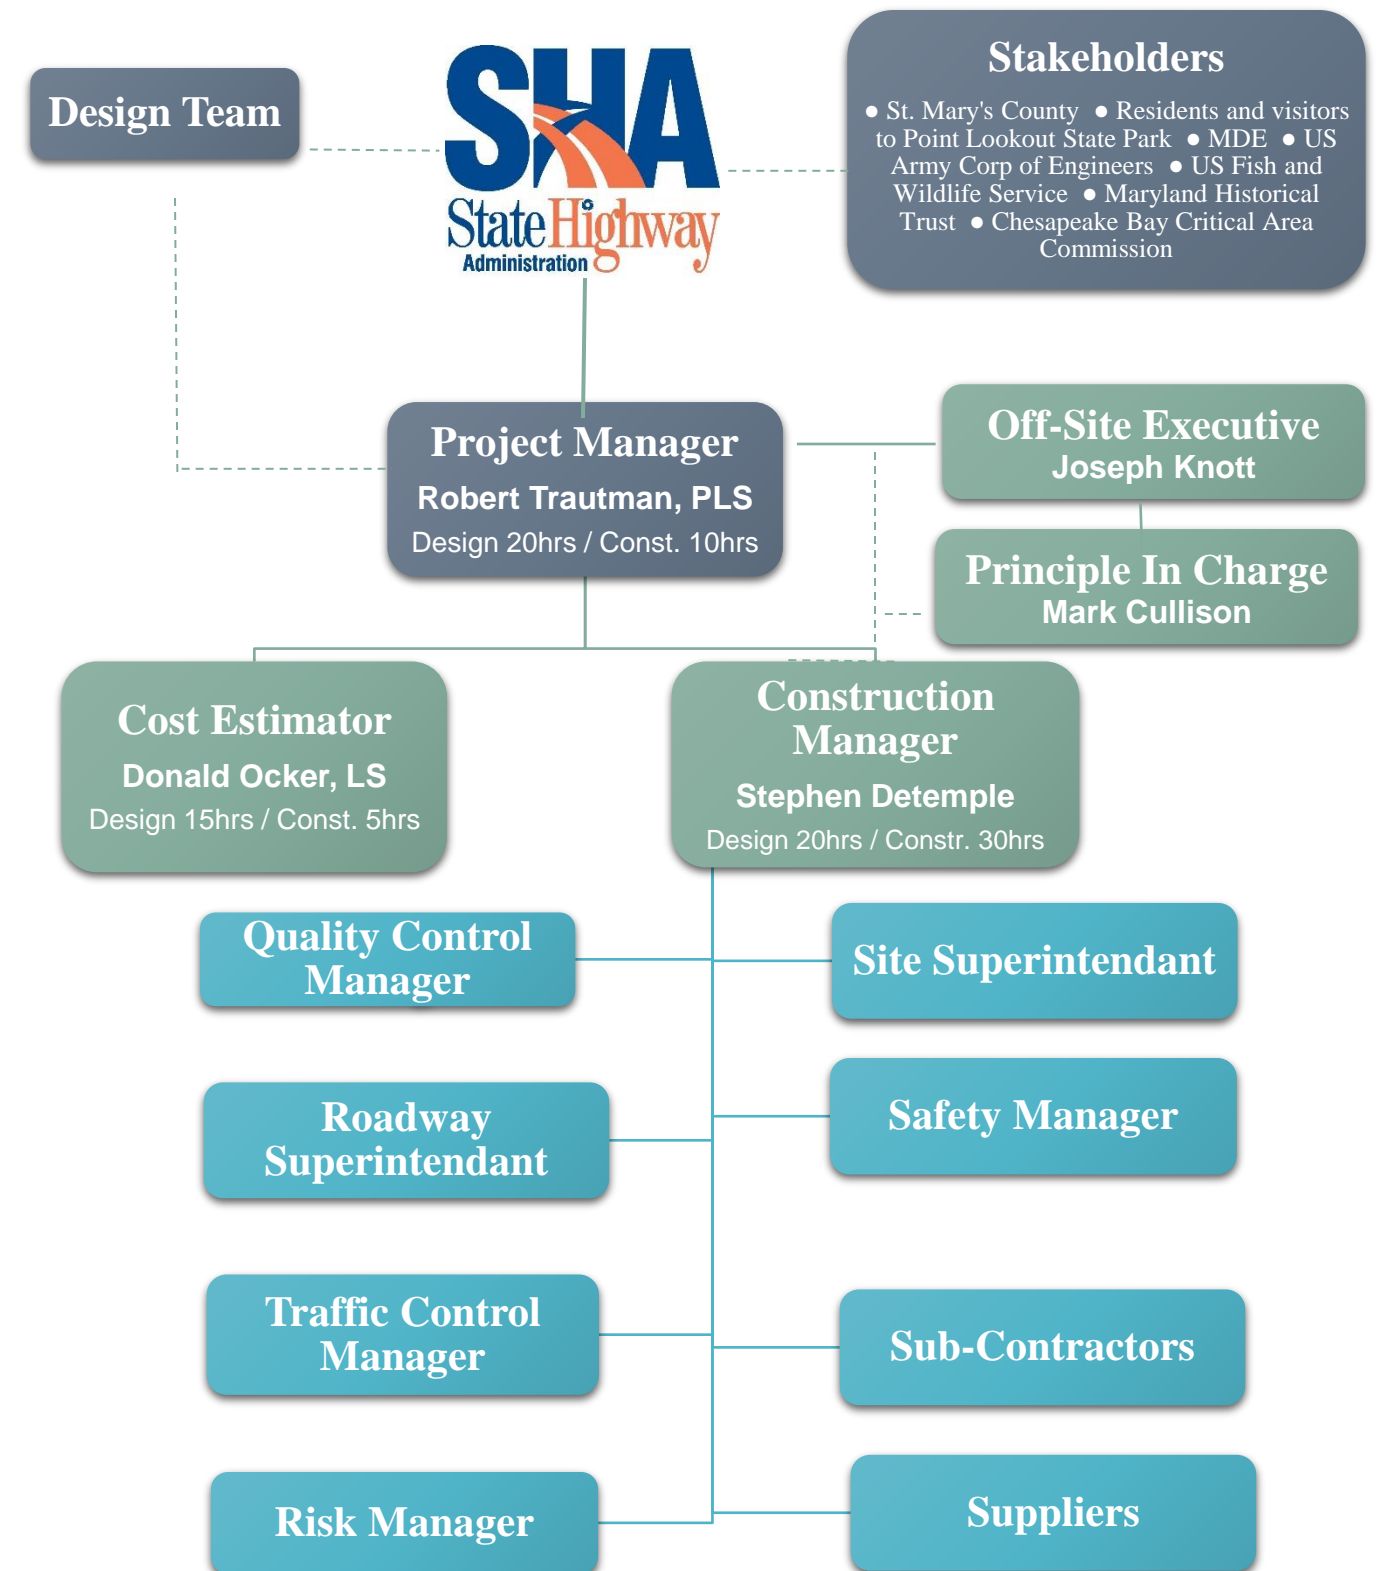 Design Team
SHA
State Highway
Administration
Stakeholders
● St. Mary's County ● Residents and visitors
to Point Lookout State Park ● MDE ● US
Army Corp of Engineers ● US Fish and
Wildlife Service ● Maryland Historical
Trust ● Chesapeake Bay Critical Area
Commission
Project Manager
Robert Trautman, PLS
Design 20hrs / Const. 10hrs
Off-Site Executive
Joseph Knott
Principle In Charge
Mark Cullison
Cost Estimator
Donald Ocker, LS
Design 15hrs / Const. 5hrs
Construction
Manager
Stephen Detemple
Design 20hrs / Constr. 30hrs
Quality Control
Manager
Site Superintendant
Roadway
Superintendant
Safety Manager
Traffic Control
Manager
Sub-Contractors
Risk Manager
Suppliers